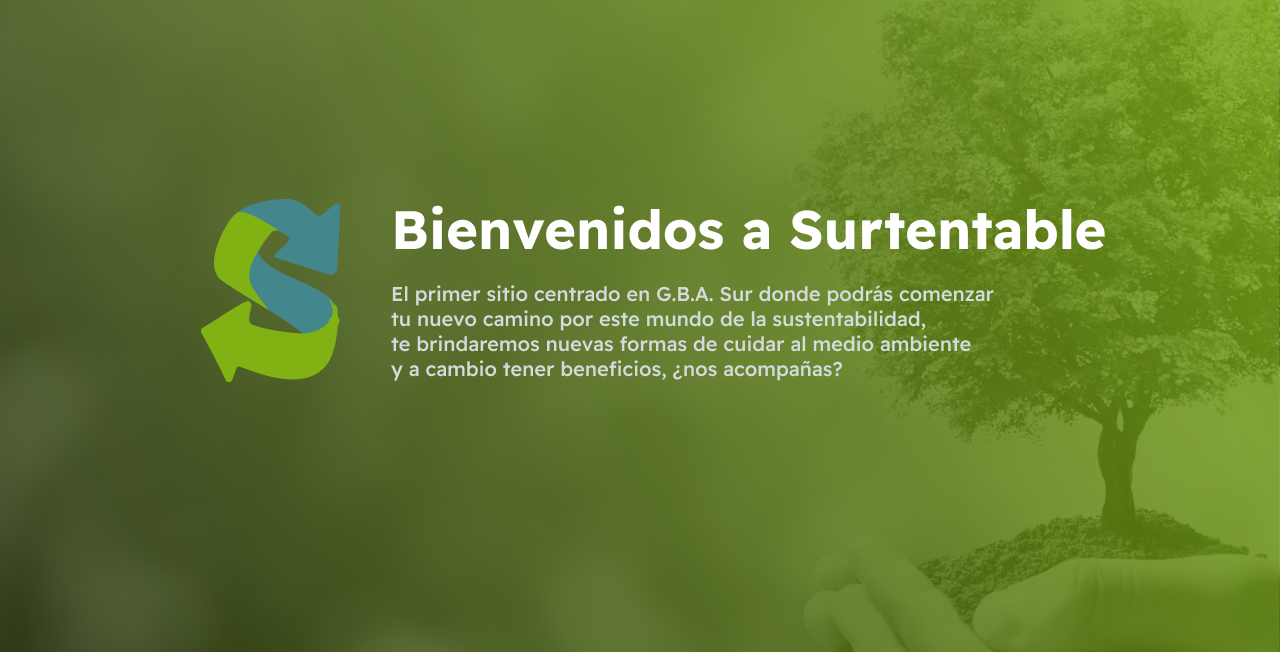 Bienvenidos a Surtentable
El primer sitio centrado en G.B.A. Sur donde podrás comenzar
tu nuevo camino por este mundo de la sustentabilidad,
te brindaremos nuevas formas de cuidar al medio ambiente
y a cambio tener beneficios, ¿nos acompañas?